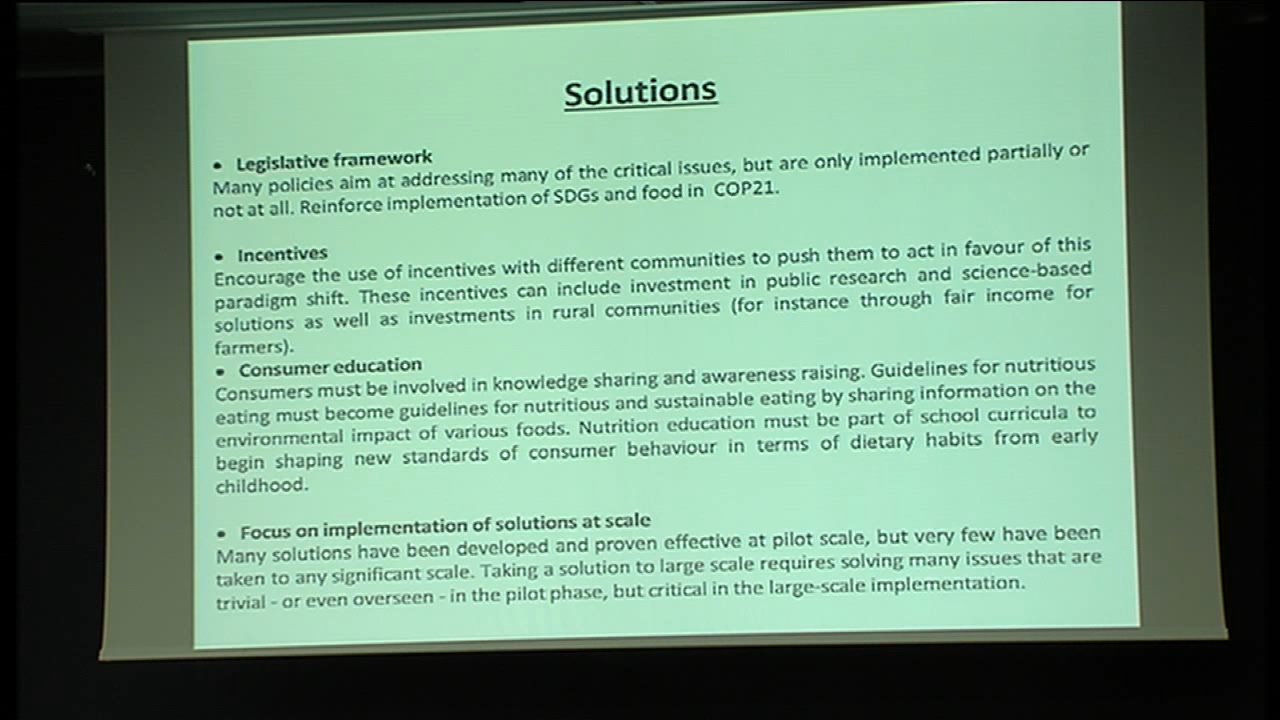 Solutions
• Legislative framework
Many policies aim at addressing many of the critical issues, but are only implemented partially or
not at all. Reinforce implementation of SDGs and food in COP21.
• Incentives
Encourage the use of incentives with different communities to push them to act in favour of this
paradigm shift. These incentives can include investment in public research and science-based
solutions as well as investments in rural communities (for instance through fair income for
farmers).
• Consumer education
Consumers must be involved in knowledge sharing and awareness raising. Guidelines for nutritious
eating must become guidelines for nutritious and sustainable eating by sharing information on the
environmental impact of various foods. Nutrition education must be part of school curricula to
begin shaping new standards of consumer behaviour in terms of dietary habits from early
childhood.
• Focus on implementation of solutions at scale
Many solutions have been developed and proven effective at pilot scale, but very few have been
taken to any significant scale. Taking a solution to large scale requires solving many issues that are
trivial - or even overseen - in the pilot phase, but critical in the large-scale implementation.